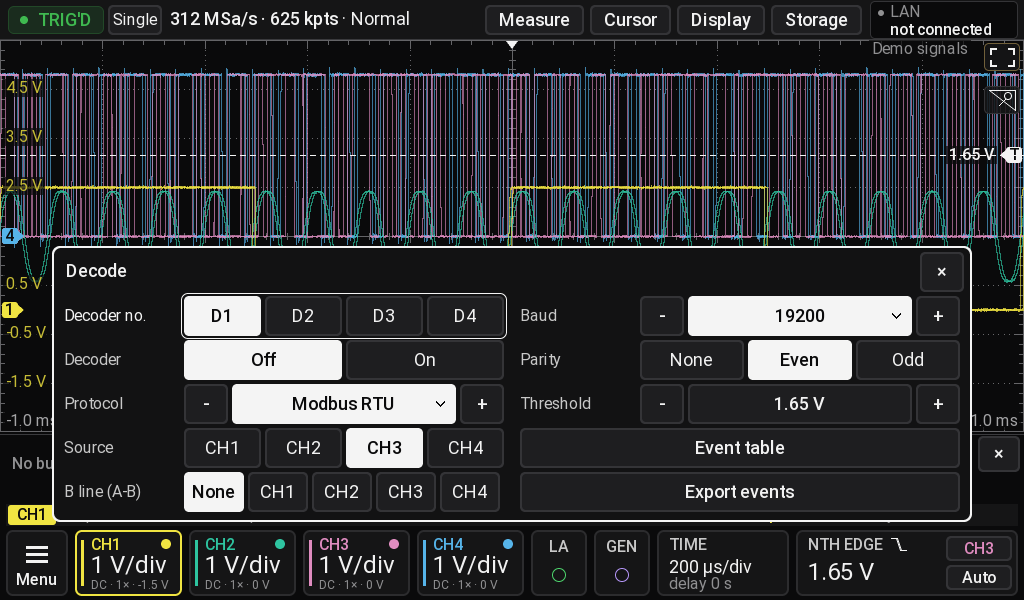 TRIG'D Single 312 MSa/s · 625 kpts · Normal Measure Cursor Display Storage LAN
not connected
Demo signals
4.5 V
3.5 V
1.65 V T
2.5 V
4
Decode ×
0.5 V
Decoder no. D1 D2 D3 D4 Baud - 19200 +
1
-0.5 V
Decoder Off On Parity None Even Odd
-1.5 V
Protocol - Modbus RTU + Threshold - 1.65 V +
-1.0 ms 1.0 ms
Source CH1 CH2 CH3 CH4 Event table
No bu ×
B line (A-B) None CH1 CH2 CH3 CH4 Export events
CH1
Menu
CH1
1 V/div
DC · 1× · -1.5 V
CH2
1 V/div
DC · 1× · 0 V
CH3
1 V/div
DC · 1× · 0 V
CH4
1 V/div
DC · 1× · 0 V
LA
GEN
TIME
200 µs/div
delay 0 s
NTH EDGE CH3
1.65 V Auto